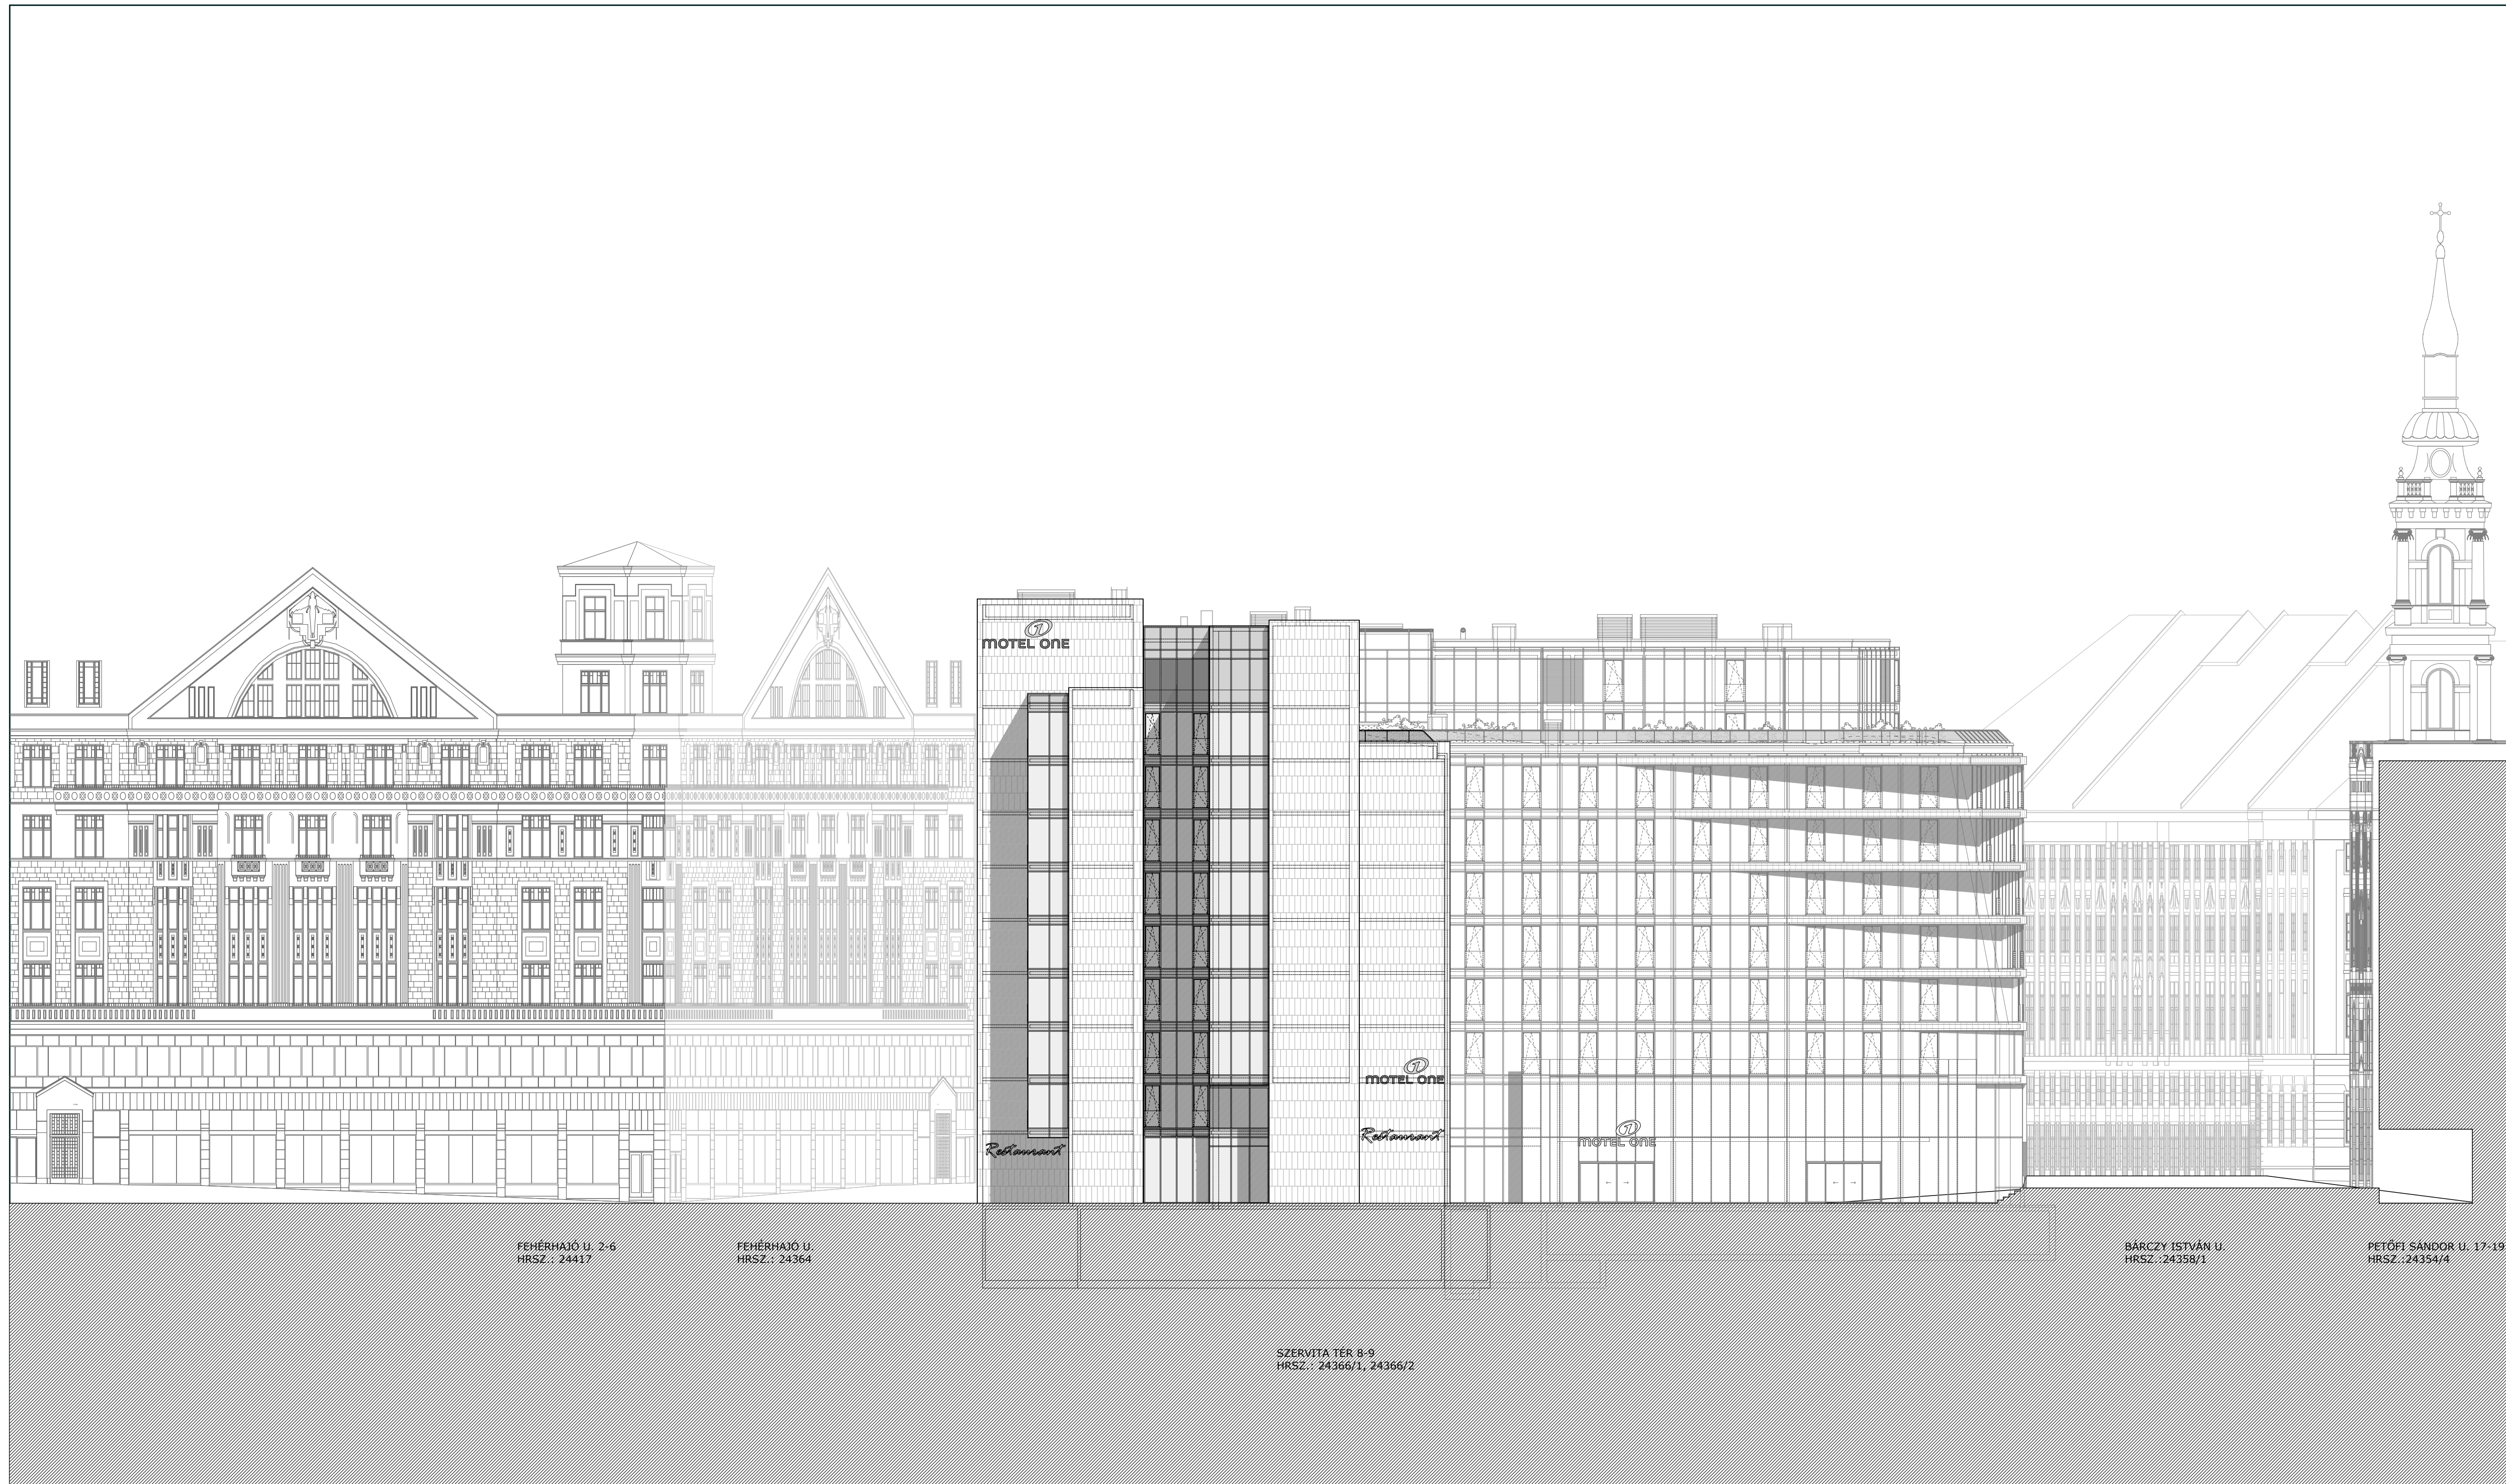 MOTEL ONE
MOTEL ONE
Restaurant
MOTEL ONE
Restaurant
FEHÉRHAJÓ U. 2-6
HRSZ.: 24417
FEHÉRHAJÓ U.
HRSZ.: 24364
BÁRCZY ISTVÁN U.
HRSZ.:24358/1
PETŐFI SÁNDOR U. 17-19
HRSZ.:24354/4
SZERVITA TÉR 8-9
HRSZ.: 24366/1, 24366/2